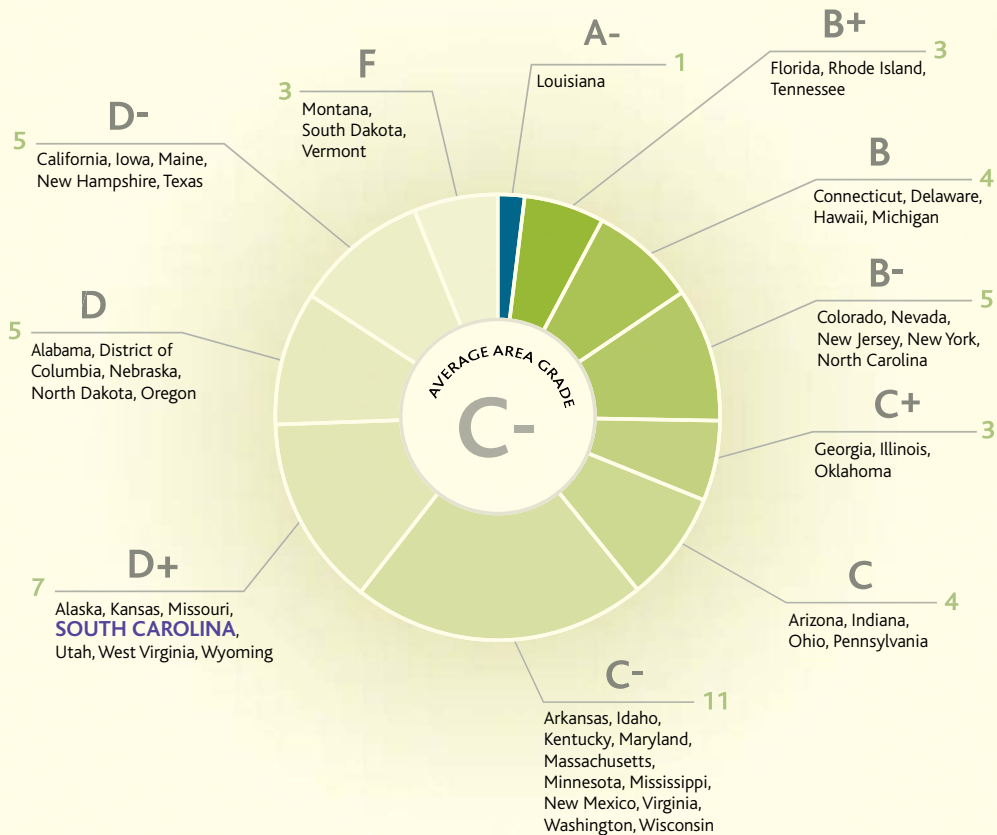 A-
1
Louisiana
B+
3
Florida, Rhode Island,
Tennessee
B
4
Connecticut, Delaware,
Hawaii, Michigan
B-
5
Colorado, Nevada,
New Jersey, New York,
North Carolina
C+
3
Georgia, Illinois,
Oklahoma
C
4
Arizona, Indiana,
Ohio, Pennsylvania
C-
11
Arkansas, Idaho,
Kentucky, Maryland,
Massachusetts,
Minnesota, Mississippi,
New Mexico, Virginia,
Washington, Wisconsin
D+
7
Alaska, Kansas, Missouri,
SOUTH CAROLINA,
Utah, West Virginia, Wyoming
D
5
Alabama, District of
Columbia, Nebraska,
North Dakota, Oregon
D-
5
California, Iowa, Maine,
New Hampshire, Texas
F
3
Montana,
South Dakota,
Vermont
AVERAGE AREA GRADE
C-